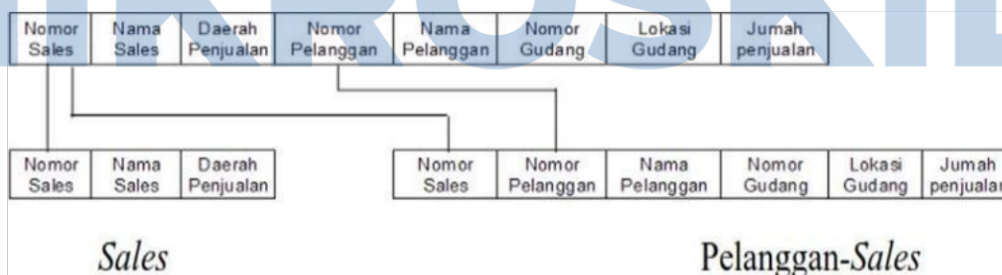 Nomor Nama Daerah Nomor Nama Nomor Lokasi Jumah
Sales Sales Penjualan Pelanggan Pelanggan Gudang Gudang penjualan
Nomor Nama Daerah Nomor Nomor Nama Nomor Lokasi Jumah
Sales Sales Penjualan Sales Pelanggan Pelanggan Gudang Gudang penjualan
Sales Pelanggan-Sales